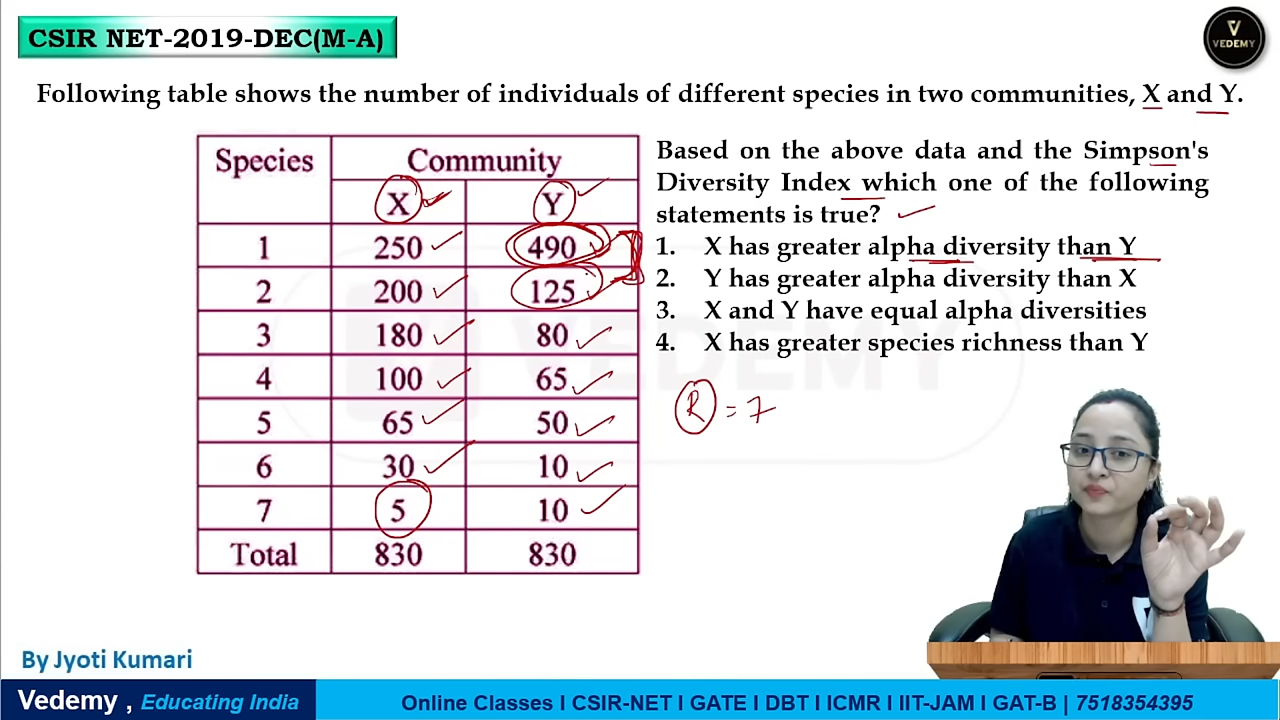 CSIR NET-2019-DEC(M-A)
VEDEMY
Following table shows the number of individuals of different species in two communities, X and Y.
Species Community
X Y
1 250 490
2 200 125
3 180 80
4 100 65
5 65 50
6 30 10
7 5 10
Total 830 830
Based on the above data and the Simpson's
Diversity Index which one of the following
statements is true?
1. X has greater alpha diversity than Y
2. Y has greater alpha diversity than X
3. X and Y have equal alpha diversities
4. X has greater species richness than Y
R = 7
VEDEMY
By Jyoti Kumari
Vedemy , Educating India
Online Classes I CSIR-NET I GATE I DBT I ICMR I IIT-JAM I GAT-B | 7518354395